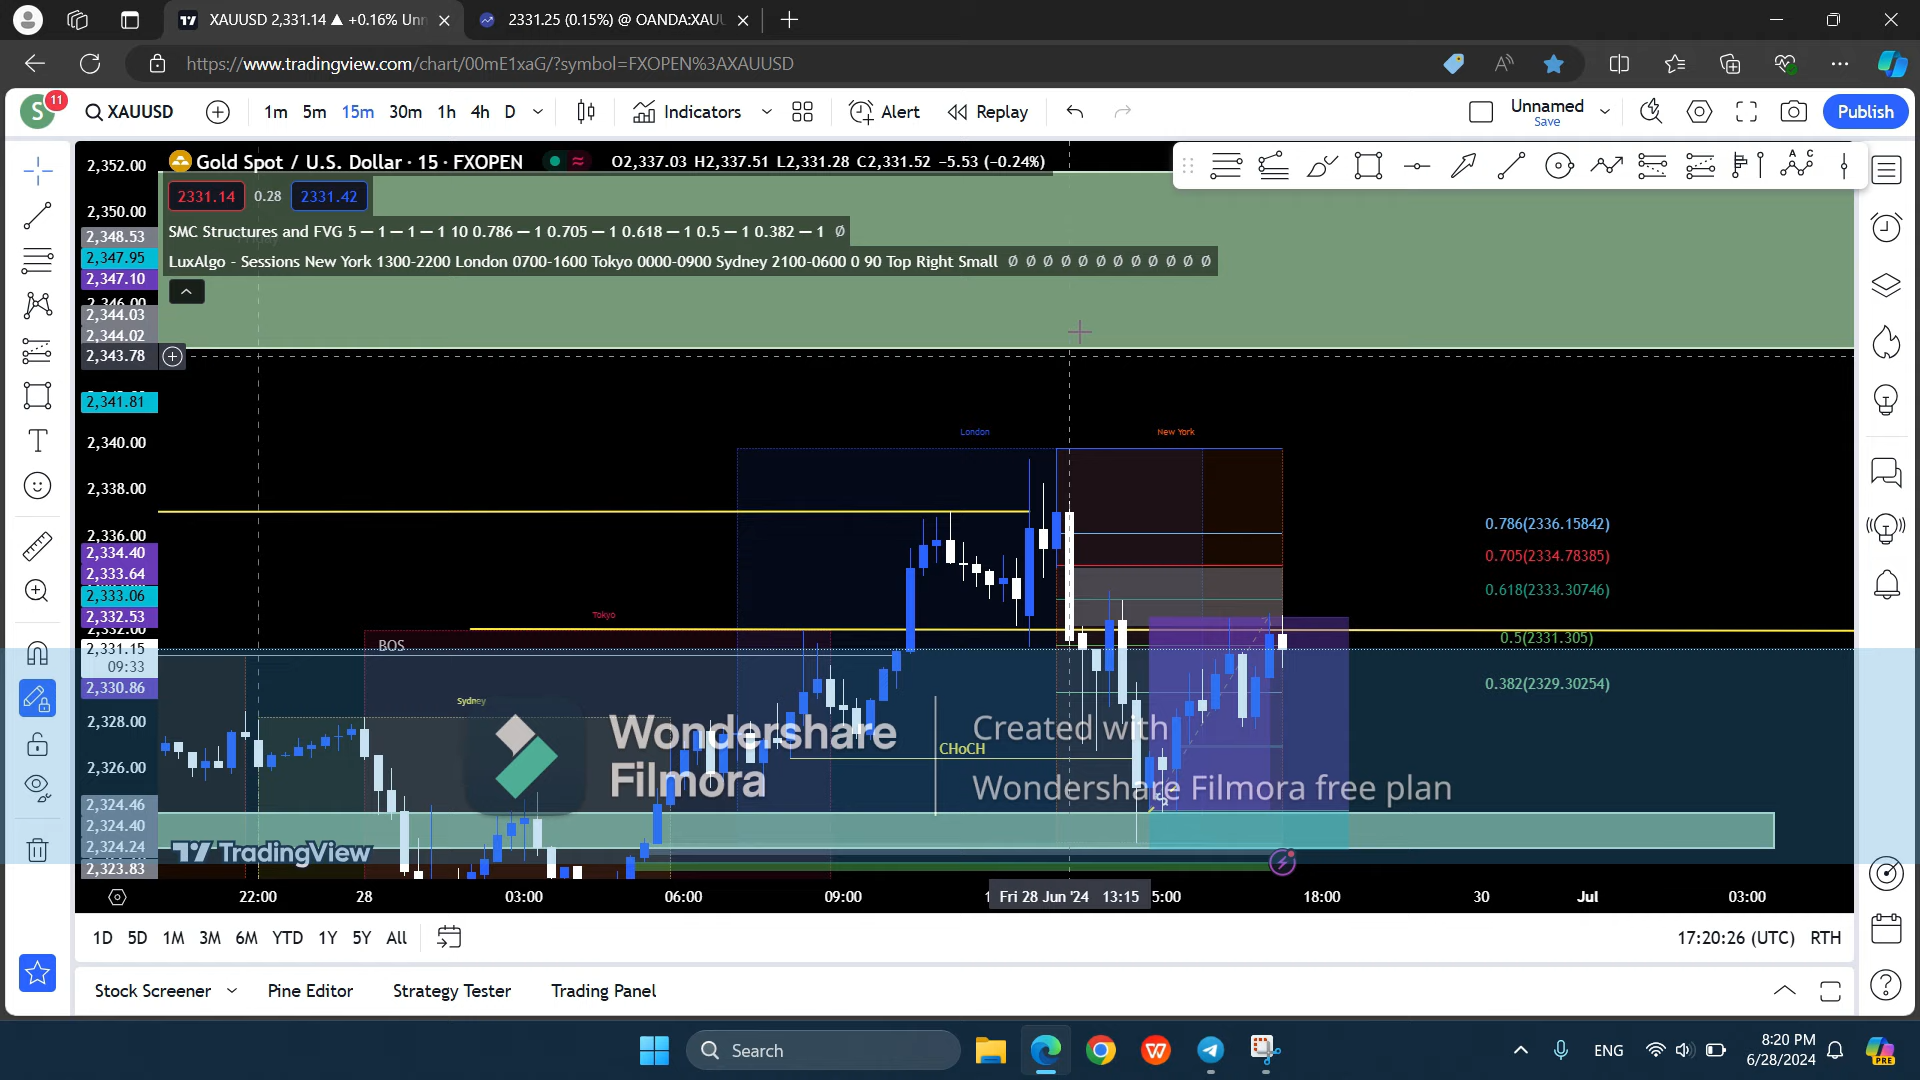 XAUUSD 2,331.14 ▲ +0.16% Unn
2331.25 (0.15%) @ OANDA:XAU
https://www.tradingview.com/chart/00mE1xaG/?symbol=FXOPEN%3AXAUUSD
S 11 XAUUSD 1m 5m 15m 30m 1h 4h D Indicators Alert Replay Unnamed Publish
Save
Gold Spot / U.S. Dollar · 15 · FXOPEN O2,337.03 H2,337.51 L2,331.28 C2,331.52 −5.53 (−0.24%)
2331.14 0.28 2331.42
SMC Structures and FVG 5 — 1 — 1 — 1 10 0.786 — 1 0.705 — 1 0.618 — 1 0.5 — 1 0.382 — 1 Ø
LuxAlgo - Sessions New York 1300-2200 London 0700-1600 Tokyo 0000-0900 Sydney 2100-0600 0 90 Top Right Small Ø Ø Ø Ø Ø Ø Ø Ø Ø Ø Ø Ø
2,352.00
2,350.00
2,348.53
2,347.95
2,347.10
2,346.00
2,344.03
2,344.02
2,343.78
2,341.81
2,340.00
2,338.00
2,336.00
2,334.40
2,333.64
2,333.06
2,332.53
2,332.00
2,331.15
09:33
2,330.86
2,328.00
2,326.00
2,324.46
2,324.40
2,324.24
2,323.83
London
New York
Tokyo
BOS
Sydney
CHoCH
0.786(2336.15842)
0.705(2334.78385)
0.618(2333.30746)
0.5(2331.305)
0.382(2329.30254)
Wondershare
Filmora
Created with
Wondershare Filmora free plan
TradingView
22:00 28 03:00 06:00 09:00 Fri 28 Jun '24 13:15 5:00 18:00 30 Jul 03:00
1D 5D 1M 3M 6M YTD 1Y 5Y All 17:20:26 (UTC) RTH
Stock Screener Pine Editor Strategy Tester Trading Panel
Search ENG 8:20 PM
6/28/2024
PRE